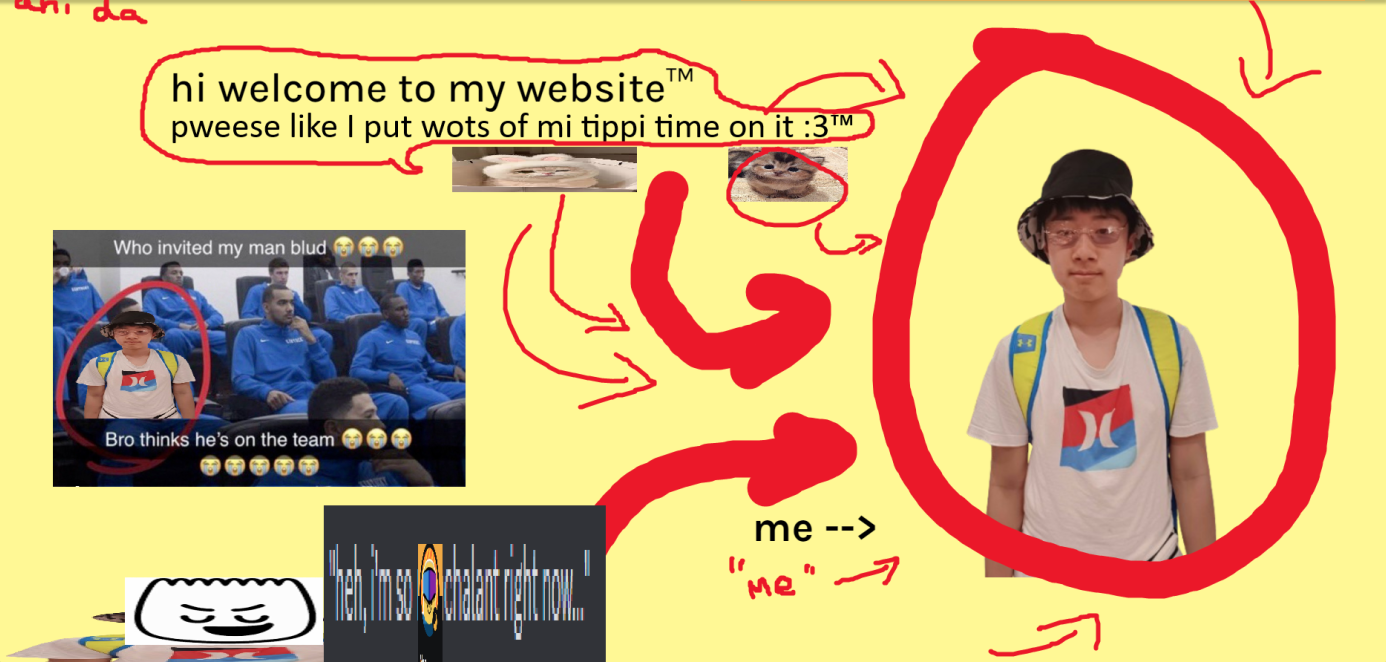 ani da
hi welcome to my website™
pweese like I put wots of mi tippi time on it :3™
Who invited my man blud 😭😭😭
Bro thinks he's on the team 😭😭😭
😭😭😭😭😭
me -->
"me"
"heh, i'm so chalant right now..."